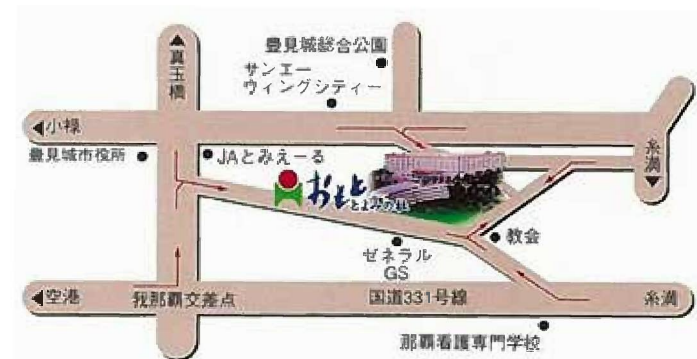 豊見城総合公園
サンエー
ウィングシティー
▲真玉橋
◀小禄
豊見城市役所
JAとみえーる
糸満▼
おもと
とよみの杜
教会
ゼネラル
GS
◀空港
我那覇交差点
国道331号線
糸満
那覇看護専門学校